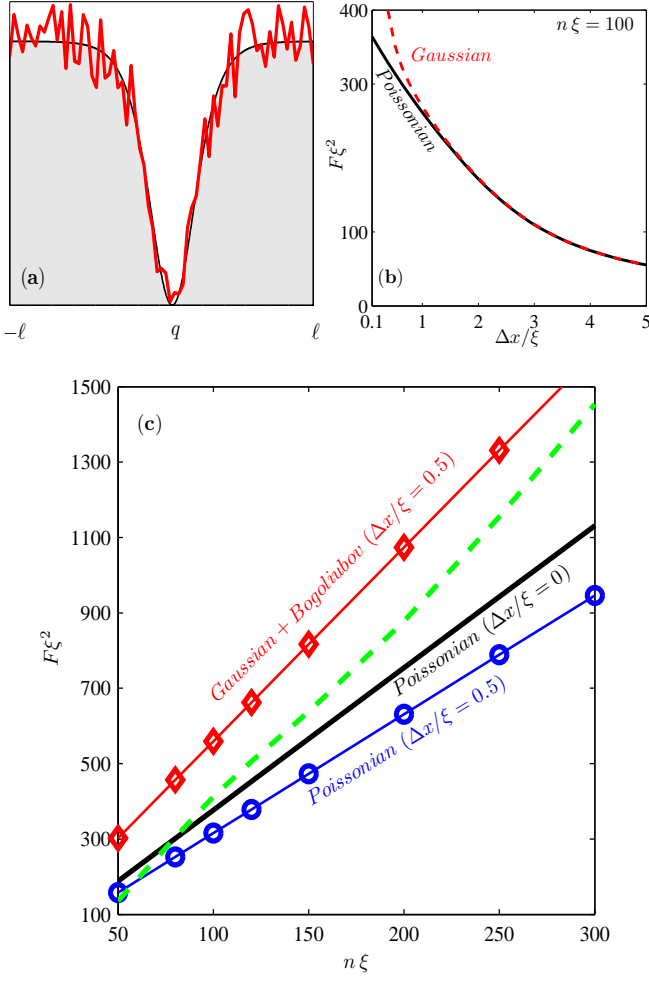 (a)
−ℓ q ℓ
n ξ = 100
Gaussian
Poissonian
(b)
Fξ²
400
300
100
0
0.1 1 2 3 4 5
Δx/ξ
(c)
Gaussian + Bogoliubov (Δx/ξ = 0.5)
Poissonian (Δx/ξ = 0)
Poissonian (Δx/ξ = 0.5)
Fξ²
1500
1300
1100
900
700
500
300
100
50 100 150 200 250 300
n ξ